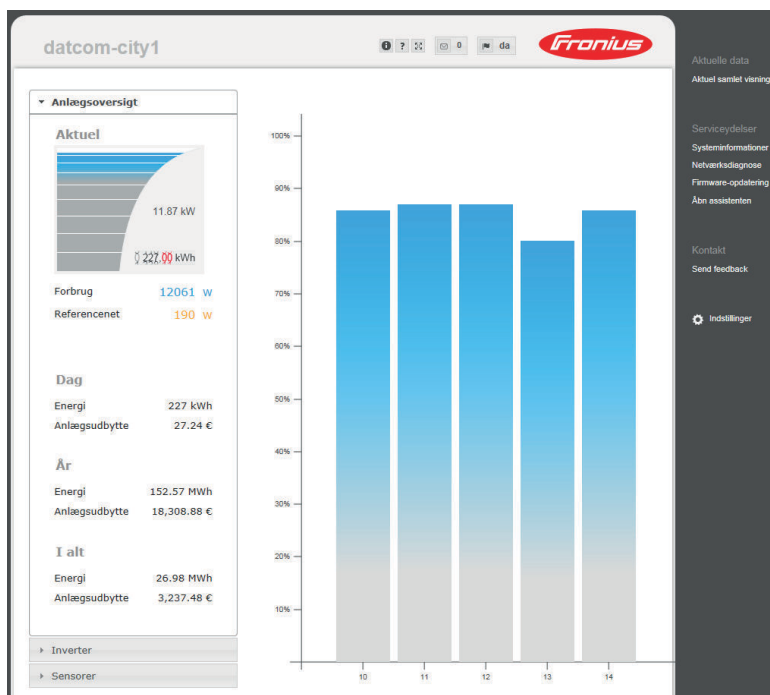 datcom-city1
i ? 0 da
Fronius
Anlægsoversigt
Aktuel
11.87 kW
227.00 kWh
Forbrug 12061 W
Referencenet 190 W
Dag
Energi 227 kWh
Anlægsudbytte 27.24 €
År
Energi 152.57 MWh
Anlægsudbytte 18,308.88 €
I alt
Energi 26.98 MWh
Anlægsudbytte 3,237.48 €
Inverter
Sensorer
100%
90%
80%
70%
60%
50%
40%
30%
20%
10%
10 11 12 13 14
Aktuelle data
Aktuel samlet visning
Serviceydelser
Systeminformationer
Netværksdiagnose
Firmware-opdatering
Åbn assistenten
Kontakt
Send feedback
Indstillinger